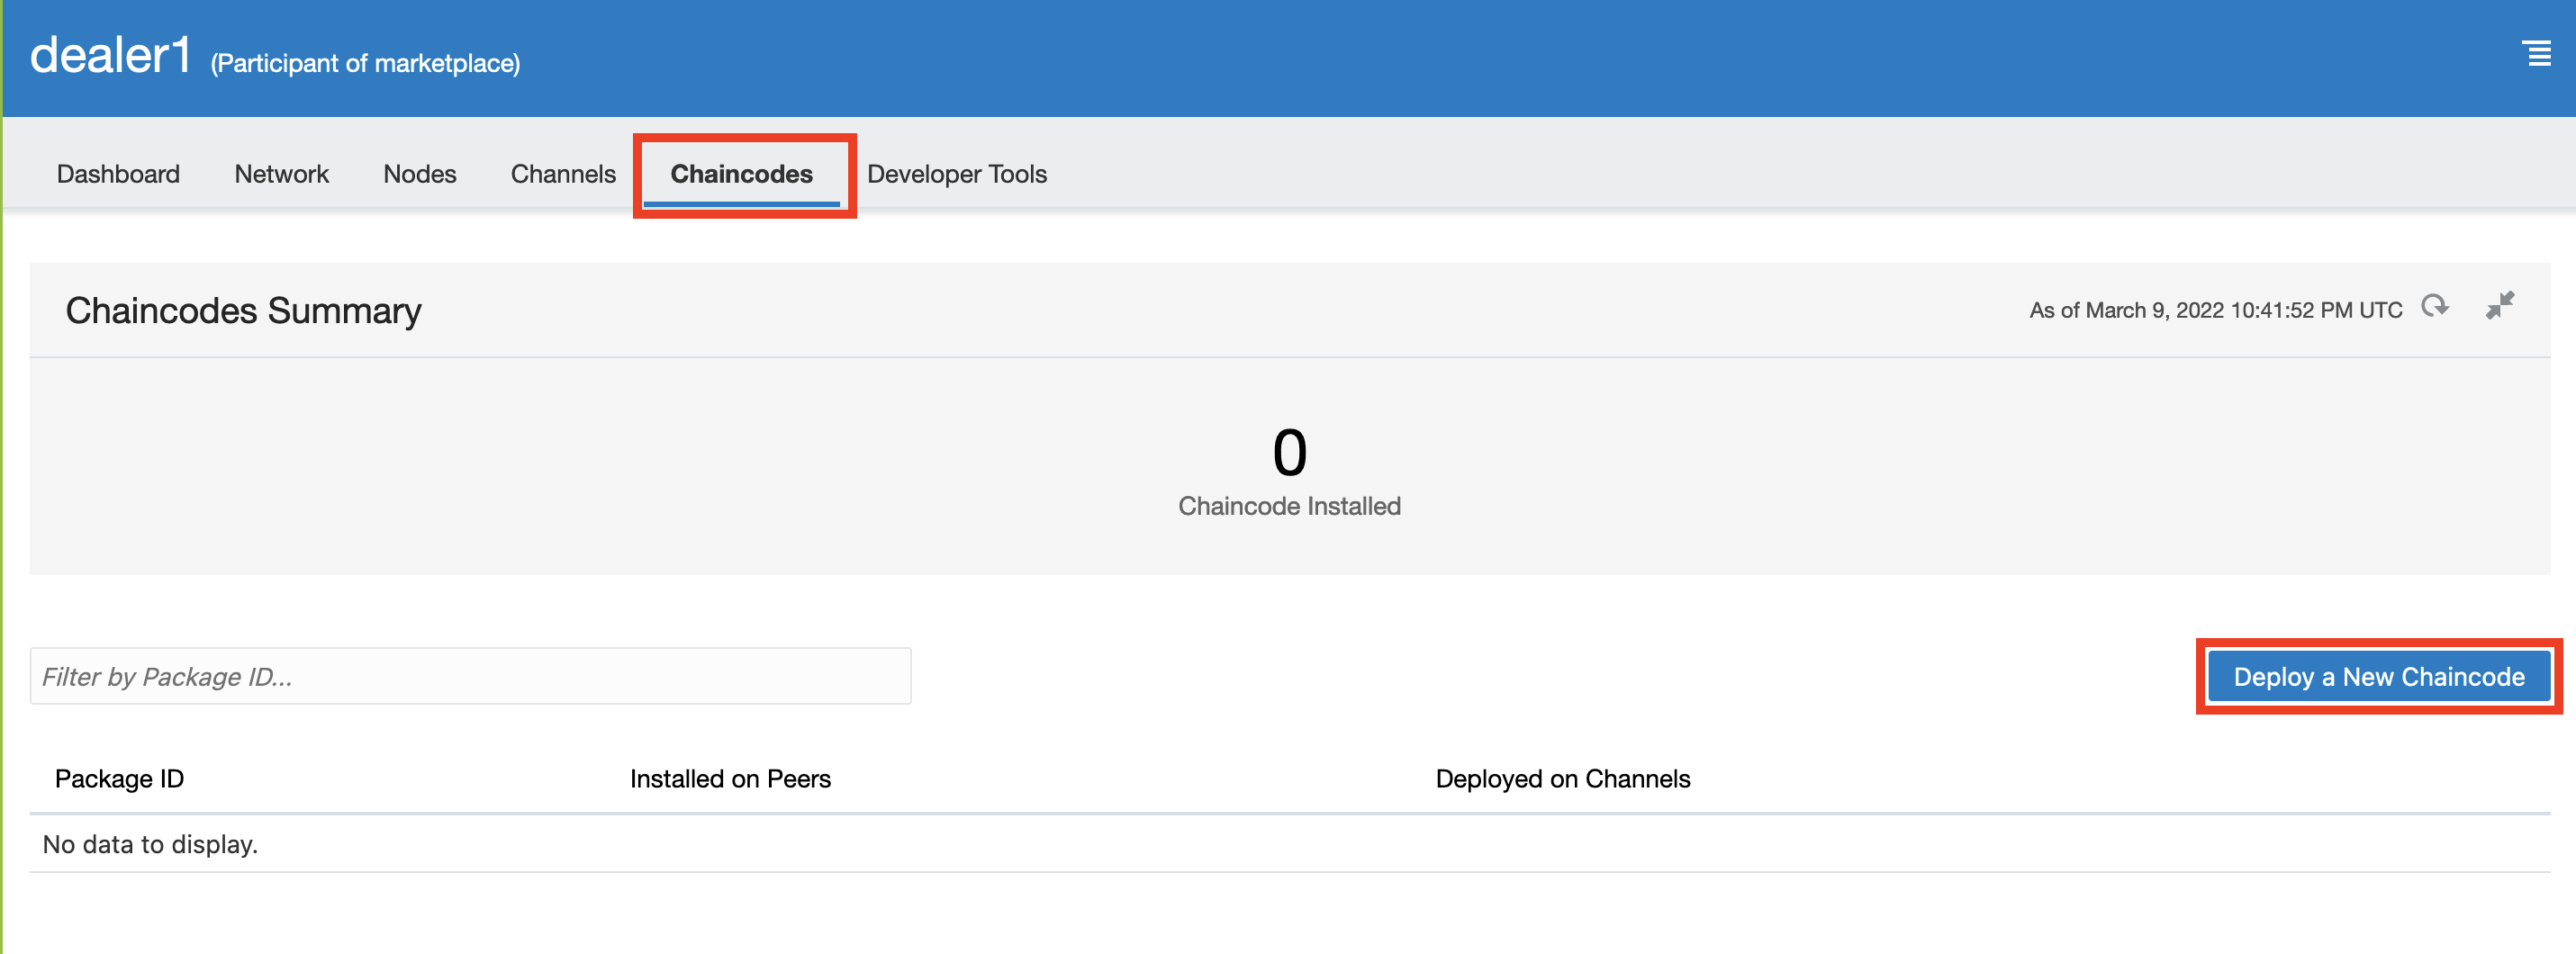 dealer1 (Participant of marketplace)
Dashboard Network Nodes Channels Chaincodes Developer Tools
Chaincodes Summary As of March 9, 2022 10:41:52 PM UTC
0
Chaincode Installed
Filter by Package ID... Deploy a New Chaincode
Package ID Installed on Peers Deployed on Channels
No data to display.